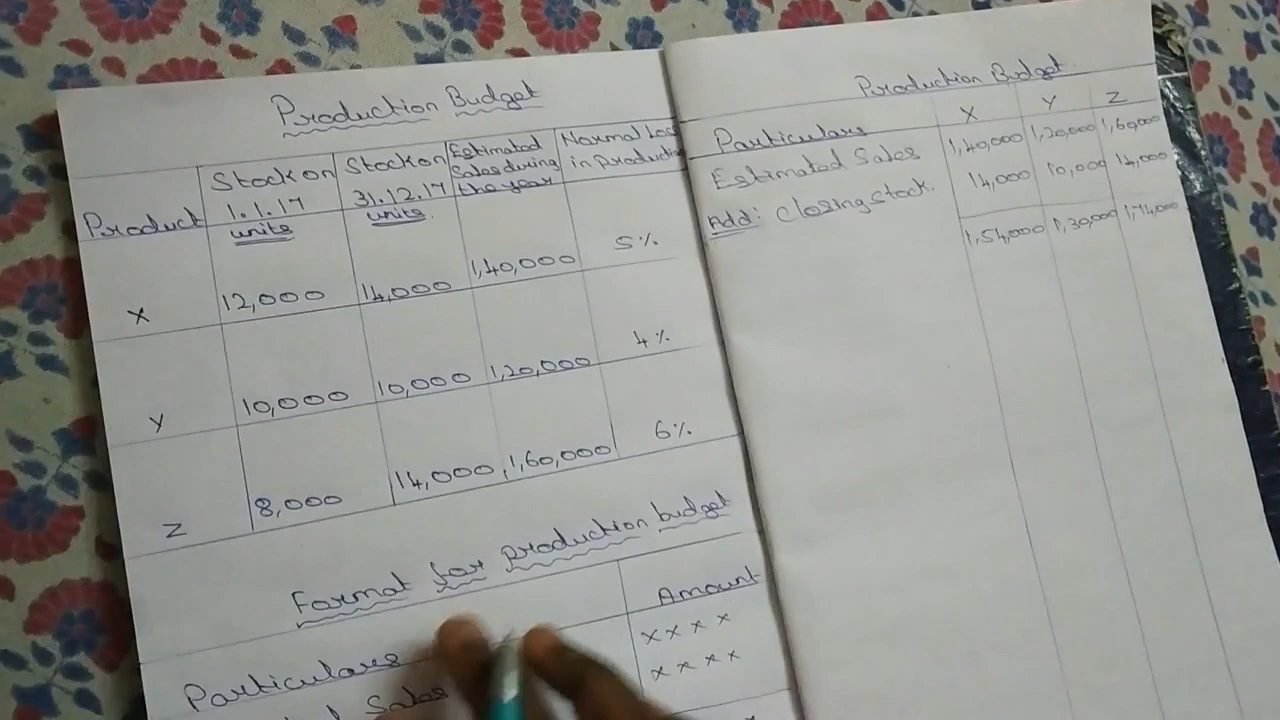 Production Budget
Product Stock on 1.1.17 units Stock on 31.12.17 units Estimated Sales during the year Normal Loss in production
X 12,000 14,000 1,40,000 5%
Y 10,000 10,000 1,20,000 4%
Z 8,000 14,000 1,60,000 6%
Format for production budget
Particulars Amount
Sales xxxx
xxxx
Production Budget
Particulars X Y Z
Estimated Sales 1,40,000 1,20,000 1,60,000
Add: Closing stock. 14,000 10,000 14,000
1,54,000 1,30,000 1,74,000